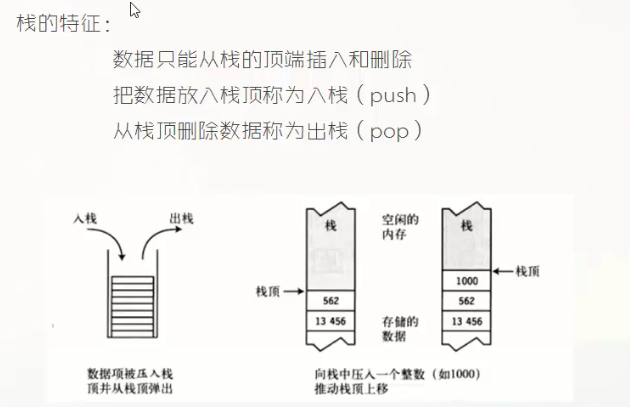 栈的特征：
数据只能从栈的顶端插入和删除
把数据放入栈顶称为入栈（push）
从栈顶删除数据称为出栈（pop）
入栈
出栈
数据项被压入栈
顶并从栈顶弹出
栈
栈顶
562
13 456
空闲的
内存
存储的
数据
栈
栈顶
1000
562
13 456
向栈中压入一个整数（如1000）
推动栈顶上移